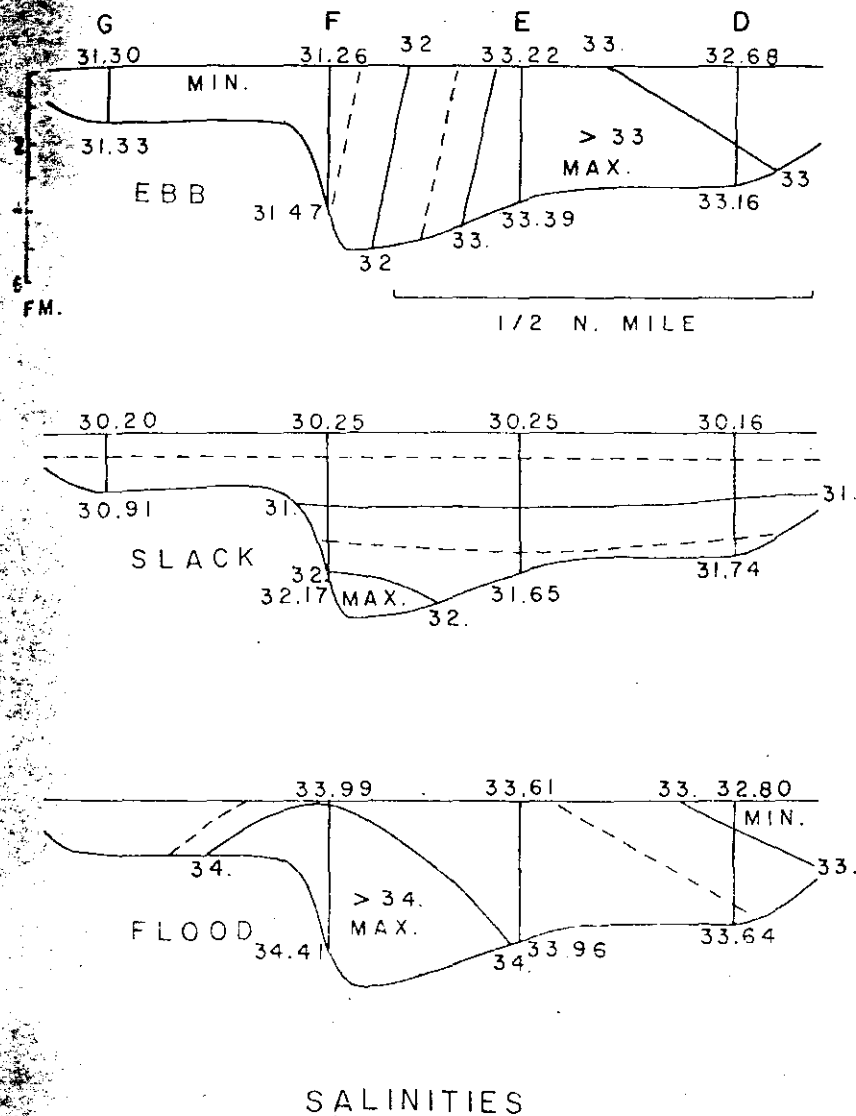 G F E D
31.30 31.26 32 33.22 33. 32.68
MIN.
2
31.33
> 33
MAX.
33
EBB
4
31.47
33.39
33.16
32
33.
6
FM.
1/2 N. MILE
30.20 30.25 30.25 30.16
30.91
31.
31.
SLACK
32.
32.17
MAX.
32.
31.65
31.74
33.99 33.61 33. 32.80
MIN.
34.
33.
> 34.
MAX.
FLOOD
34.41
34.
33.96
33.64
SALINITIES